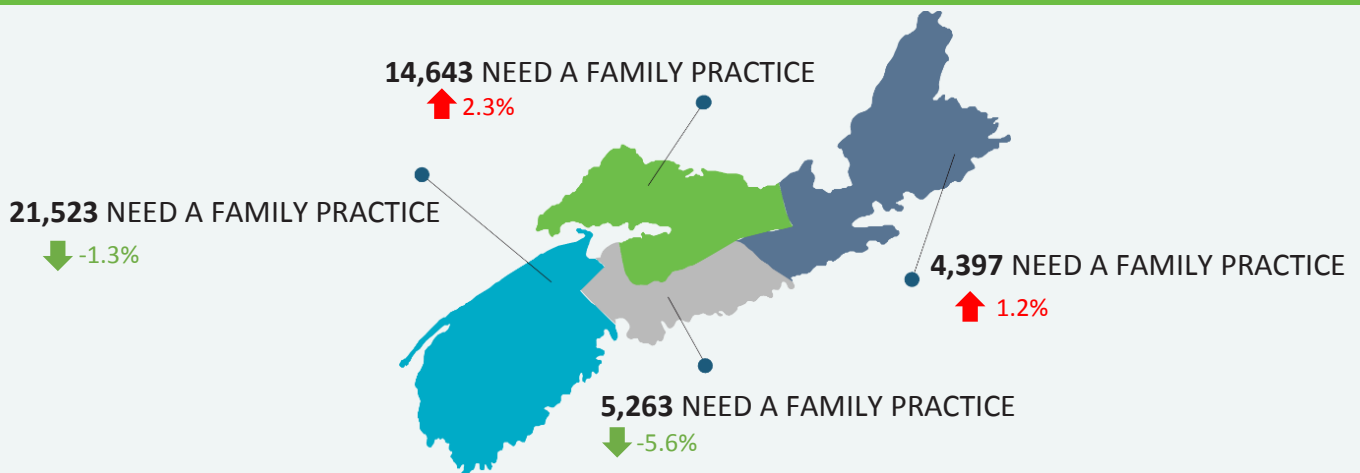 14,643 NEED A FAMILY PRACTICE
2.3%
21,523 NEED A FAMILY PRACTICE
-1.3%
4,397 NEED A FAMILY PRACTICE
1.2%
5,263 NEED A FAMILY PRACTICE
-5.6%